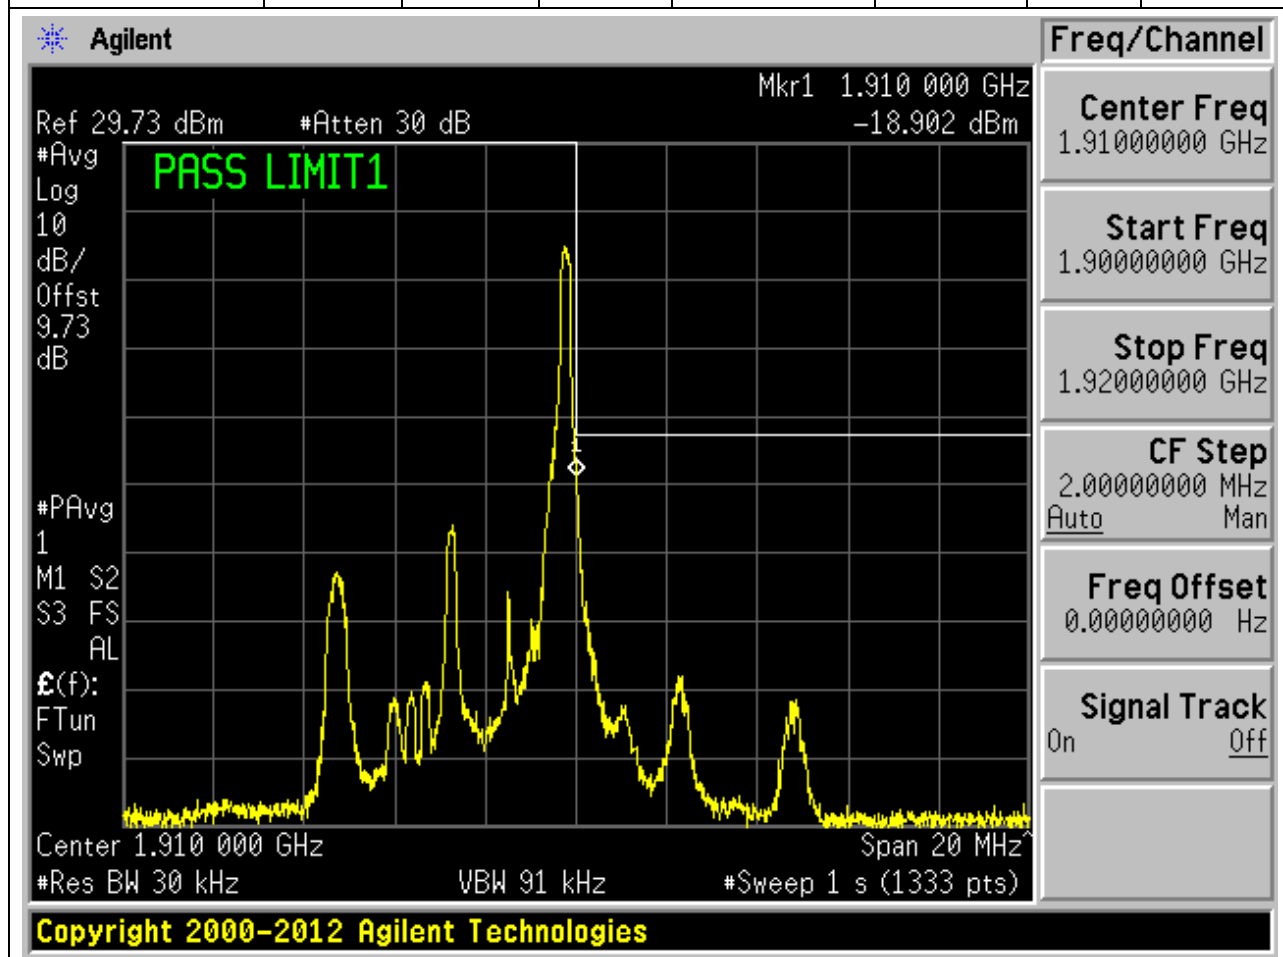 Agilent
Freq/Channel
Mkr1 1.910 000 GHz
Ref 29.73 dBm #Atten 30 dB -18.902 dBm
#Avg
Log
10
dB/
Offst
9.73
dB
PASS LIMIT1
1
#PAvg
1
M1 S2
S3 FS
AL
£(f):
FTun
Swp
Center 1.910 000 GHz Span 20 MHz^
#Res BW 30 kHz VBW 91 kHz #Sweep 1 s (1333 pts)
Copyright 2000-2012 Agilent Technologies
Center Freq
1.91000000 GHz
Start Freq
1.90000000 GHz
Stop Freq
1.92000000 GHz
CF Step
2.00000000 MHz
Auto Man
Freq Offset
0.00000000 Hz
Signal Track
On Off